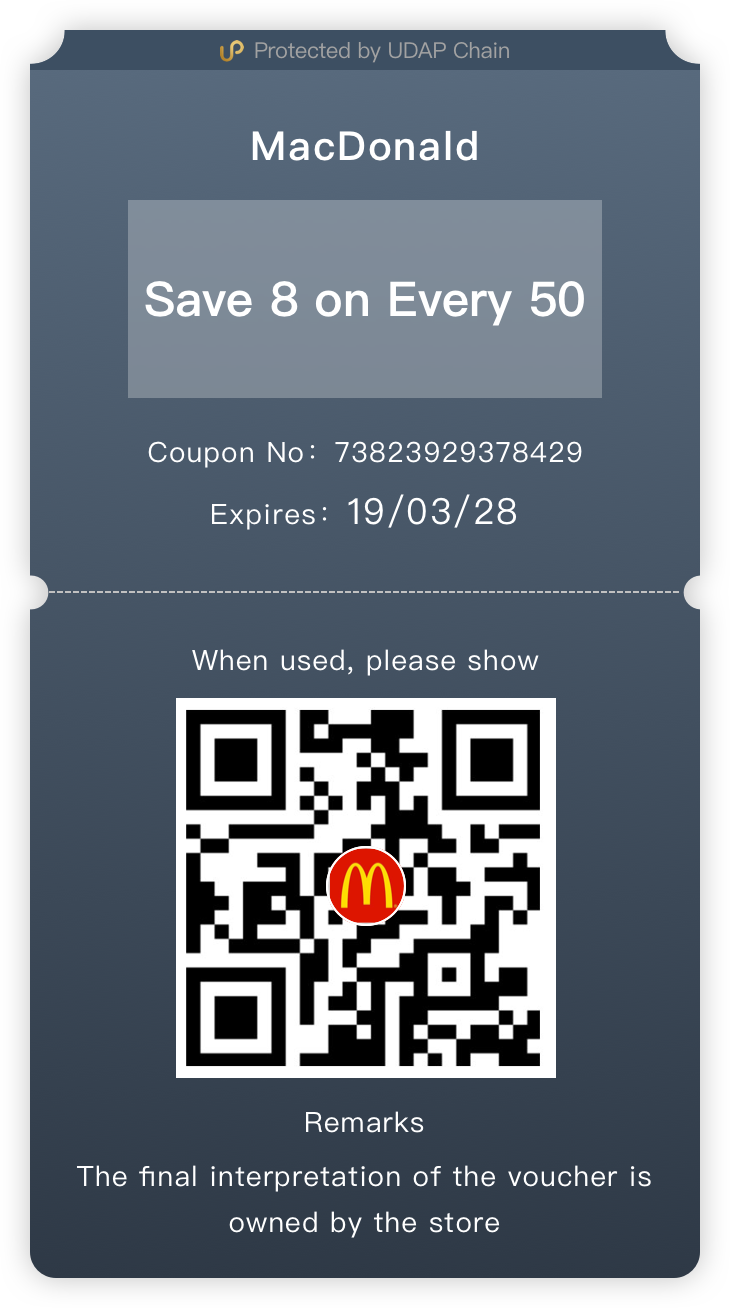 Protected by UDAP Chain
MacDonald
Save 8 on Every 50
Coupon No：73823929378429
Expires：19/03/28
When used, please show
Remarks
The final interpretation of the voucher is
owned by the store